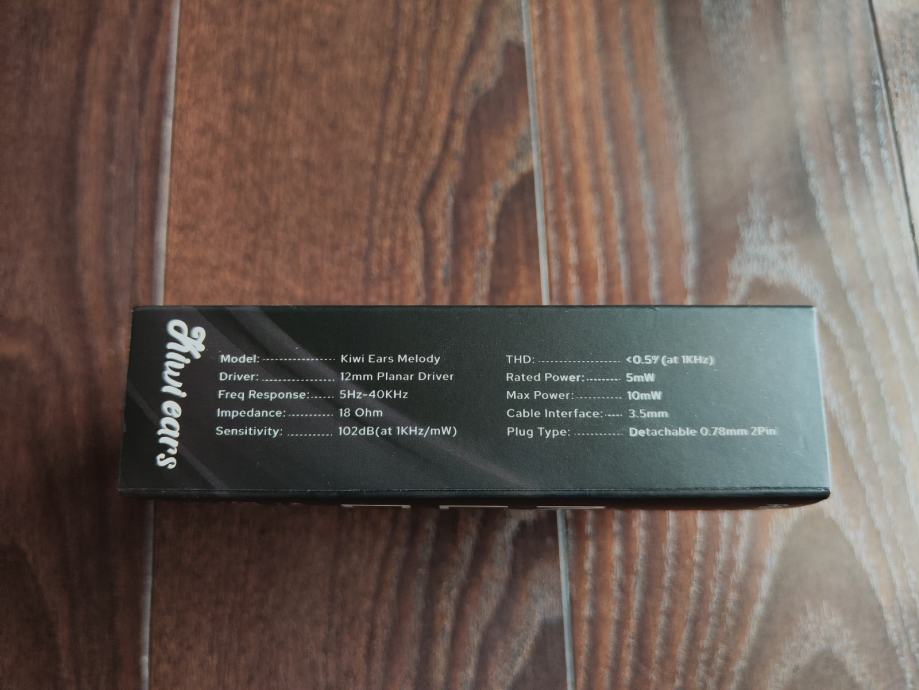 Kiwi ears
Model: Kiwi Ears Melody
Driver: 12mm Planar Driver
Freq Response: 5Hz-40KHz
Impedance: 18 Ohm
Sensitivity: 102dB(at 1KHz/mW)
THD: <0.5% (at 1KHz)
Rated Power: 5mW
Max Power: 10mW
Cable Interface: 3.5mm
Plug Type: Detachable 0.78mm 2Pin